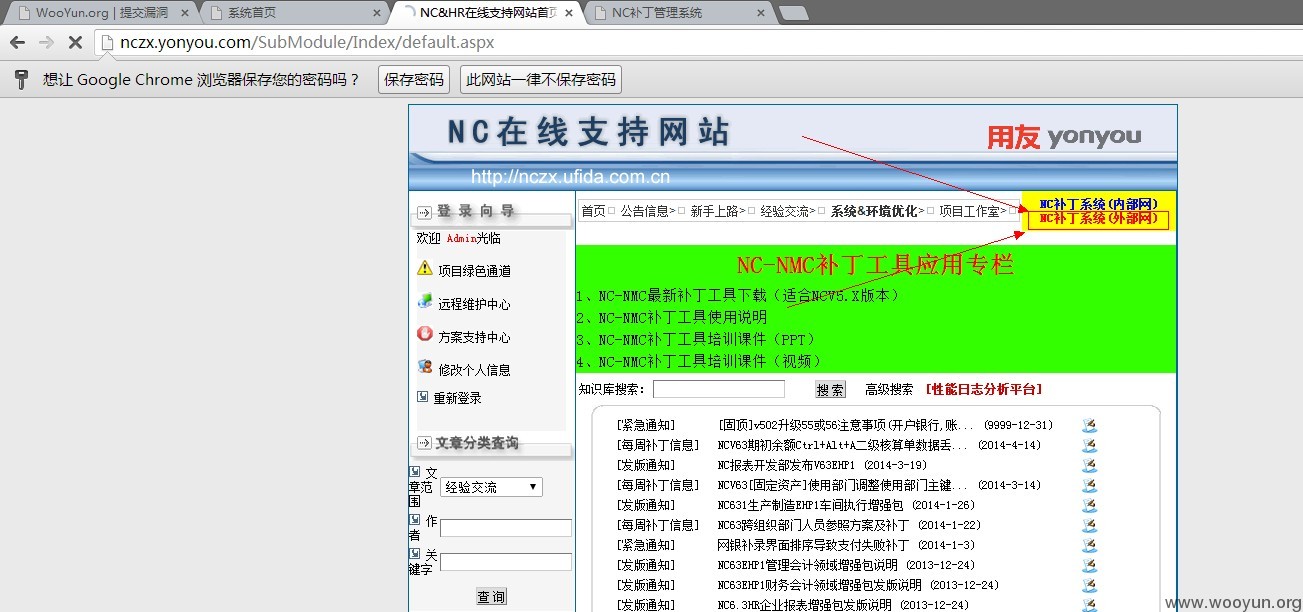 WooYun.org | 提交漏洞
系统首页
NC&HR在线支持网站首页
NC补丁管理系统
nczx.yonyou.com/SubModule/Index/default.aspx
想让 Google Chrome 浏览器保存您的密码吗？ 保存密码 此网站一律不保存密码
NC在线支持网站
用友 yonyou
http://nczx.ufida.com.cn
登录向导
首页 公告信息> 新手上路> 经验交流> 系统&环境优化> 项目工作室>
NC补丁系统(内部网)
NC补丁系统(外部网)
欢迎 Admin光临
项目绿色通道
远程维护中心
方案支持中心
修改个人信息
重新登录
NC-NMC补丁工具应用专栏
1、NC-NMC最新补丁工具下载（适合NCV5.X版本）
2、NC-NMC补丁工具使用说明
3、NC-NMC补丁工具培训课件（PPT）
4、NC-NMC补丁工具培训课件（视频）
知识库搜索： 搜索 高级搜索 【性能日志分析平台】
文章分类查询
文章范围 经验交流
作者
关键字
查询
[紧急通知] [固顶]v502升级55或56注意事项(开户银行,账... (9999-12-31)
[每周补丁信息] NCV63期初余额Ctrl+Alt+A二级核算单数据丢... (2014-4-14)
[发版通知] NC报表开发部发布V63EHP1 (2014-3-19)
[每周补丁信息] NCV63[固定资产]使用部门调整使用部门主键... (2014-3-14)
[发版通知] NC631生产制造EHP1车间执行增强包 (2014-1-26)
[每周补丁信息] NC63跨组织部门人员参照方案及补丁 (2014-1-22)
[紧急通知] 网银补录界面排序导致支付失败补丁 (2014-1-3)
[发版通知] NC63EHP1管理会计领域增强包说明 (2013-12-24)
[发版通知] NC63EHP1财务会计领域增强包发版说明 (2013-12-24)
[发版通知] NC6.3HR企业报表增强包发版说明 (2013-12-24)
www.wooyun.org